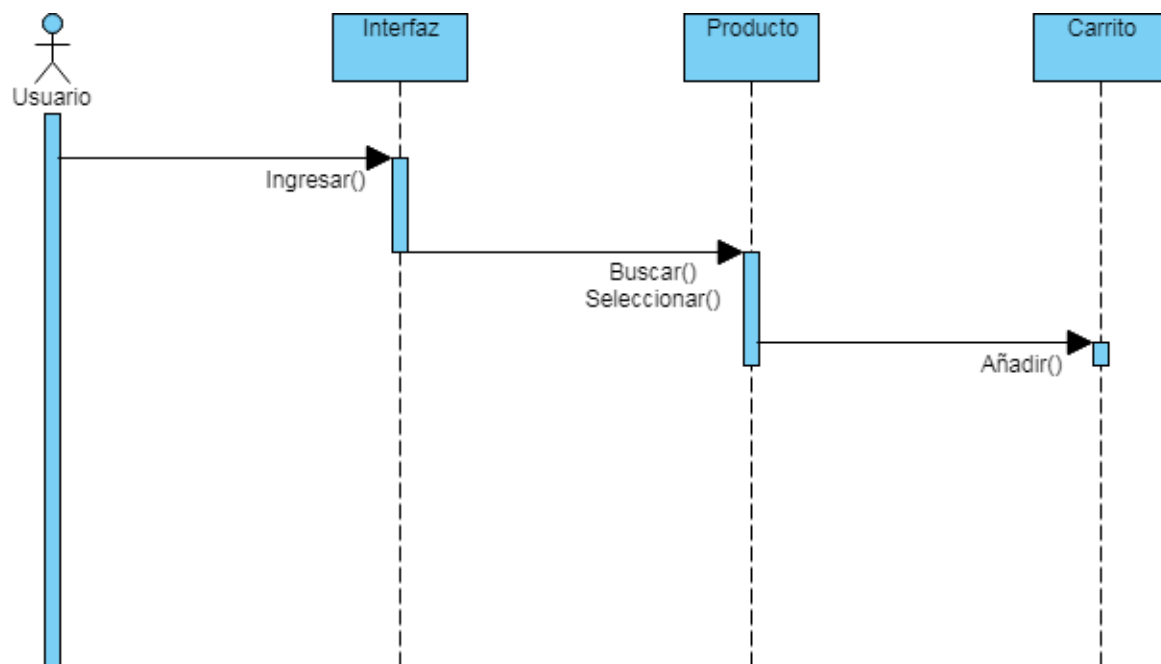 Interfaz
Producto
Carrito
Usuario
Ingresar()
Buscar()
Seleccionar()
Añadir()